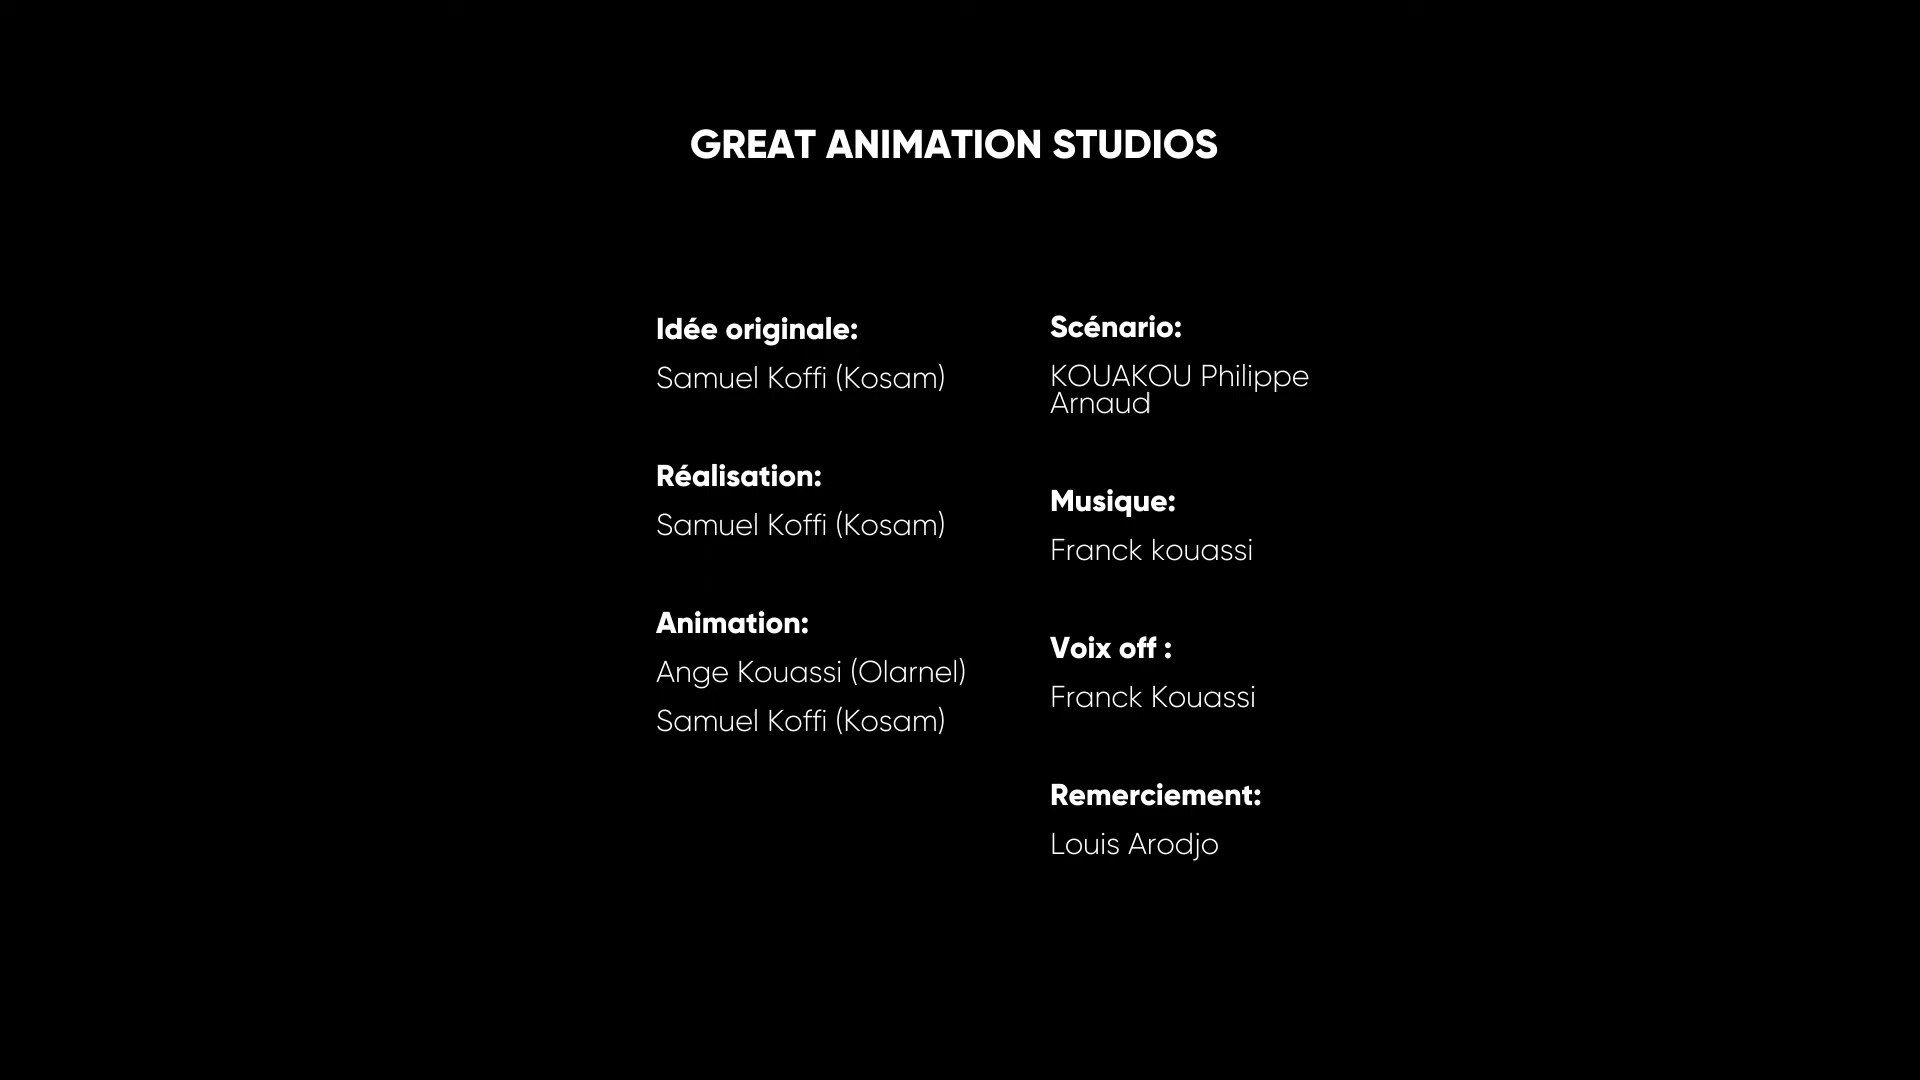 GREAT ANIMATION STUDIOS
Idée originale:
Samuel Koffi (Kosam)
Réalisation:
Samuel Koffi (Kosam)
Animation:
Ange Kouassi (Olarnel)
Samuel Koffi (Kosam)
Scénario:
KOUAKOU Philippe
Arnaud
Musique:
Franck kouassi
Voix off :
Franck Kouassi
Remerciement:
Louis Arodjo